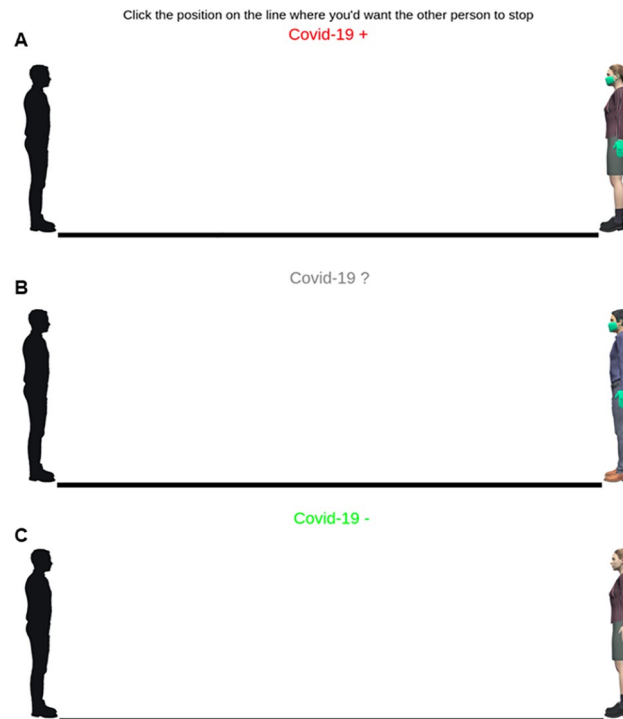 Click the position on the line where you'd want the other person to stop
A
Covid-19 +
B
Covid-19 ?
C
Covid-19 -